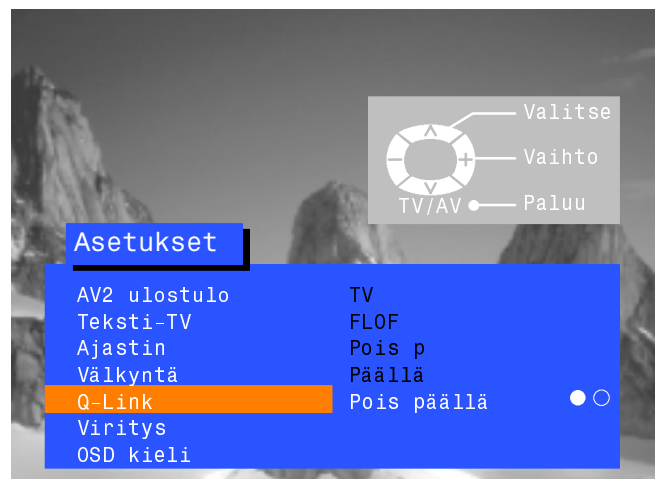 Valitse
Vaihto
TV/AV Paluu
Asetukset
AV2 ulostulo TV
Teksti-TV FLOF
Ajastin Pois p
Välkyntä Päällä
Q-Link Pois päällä
Viritys
OSD kieli